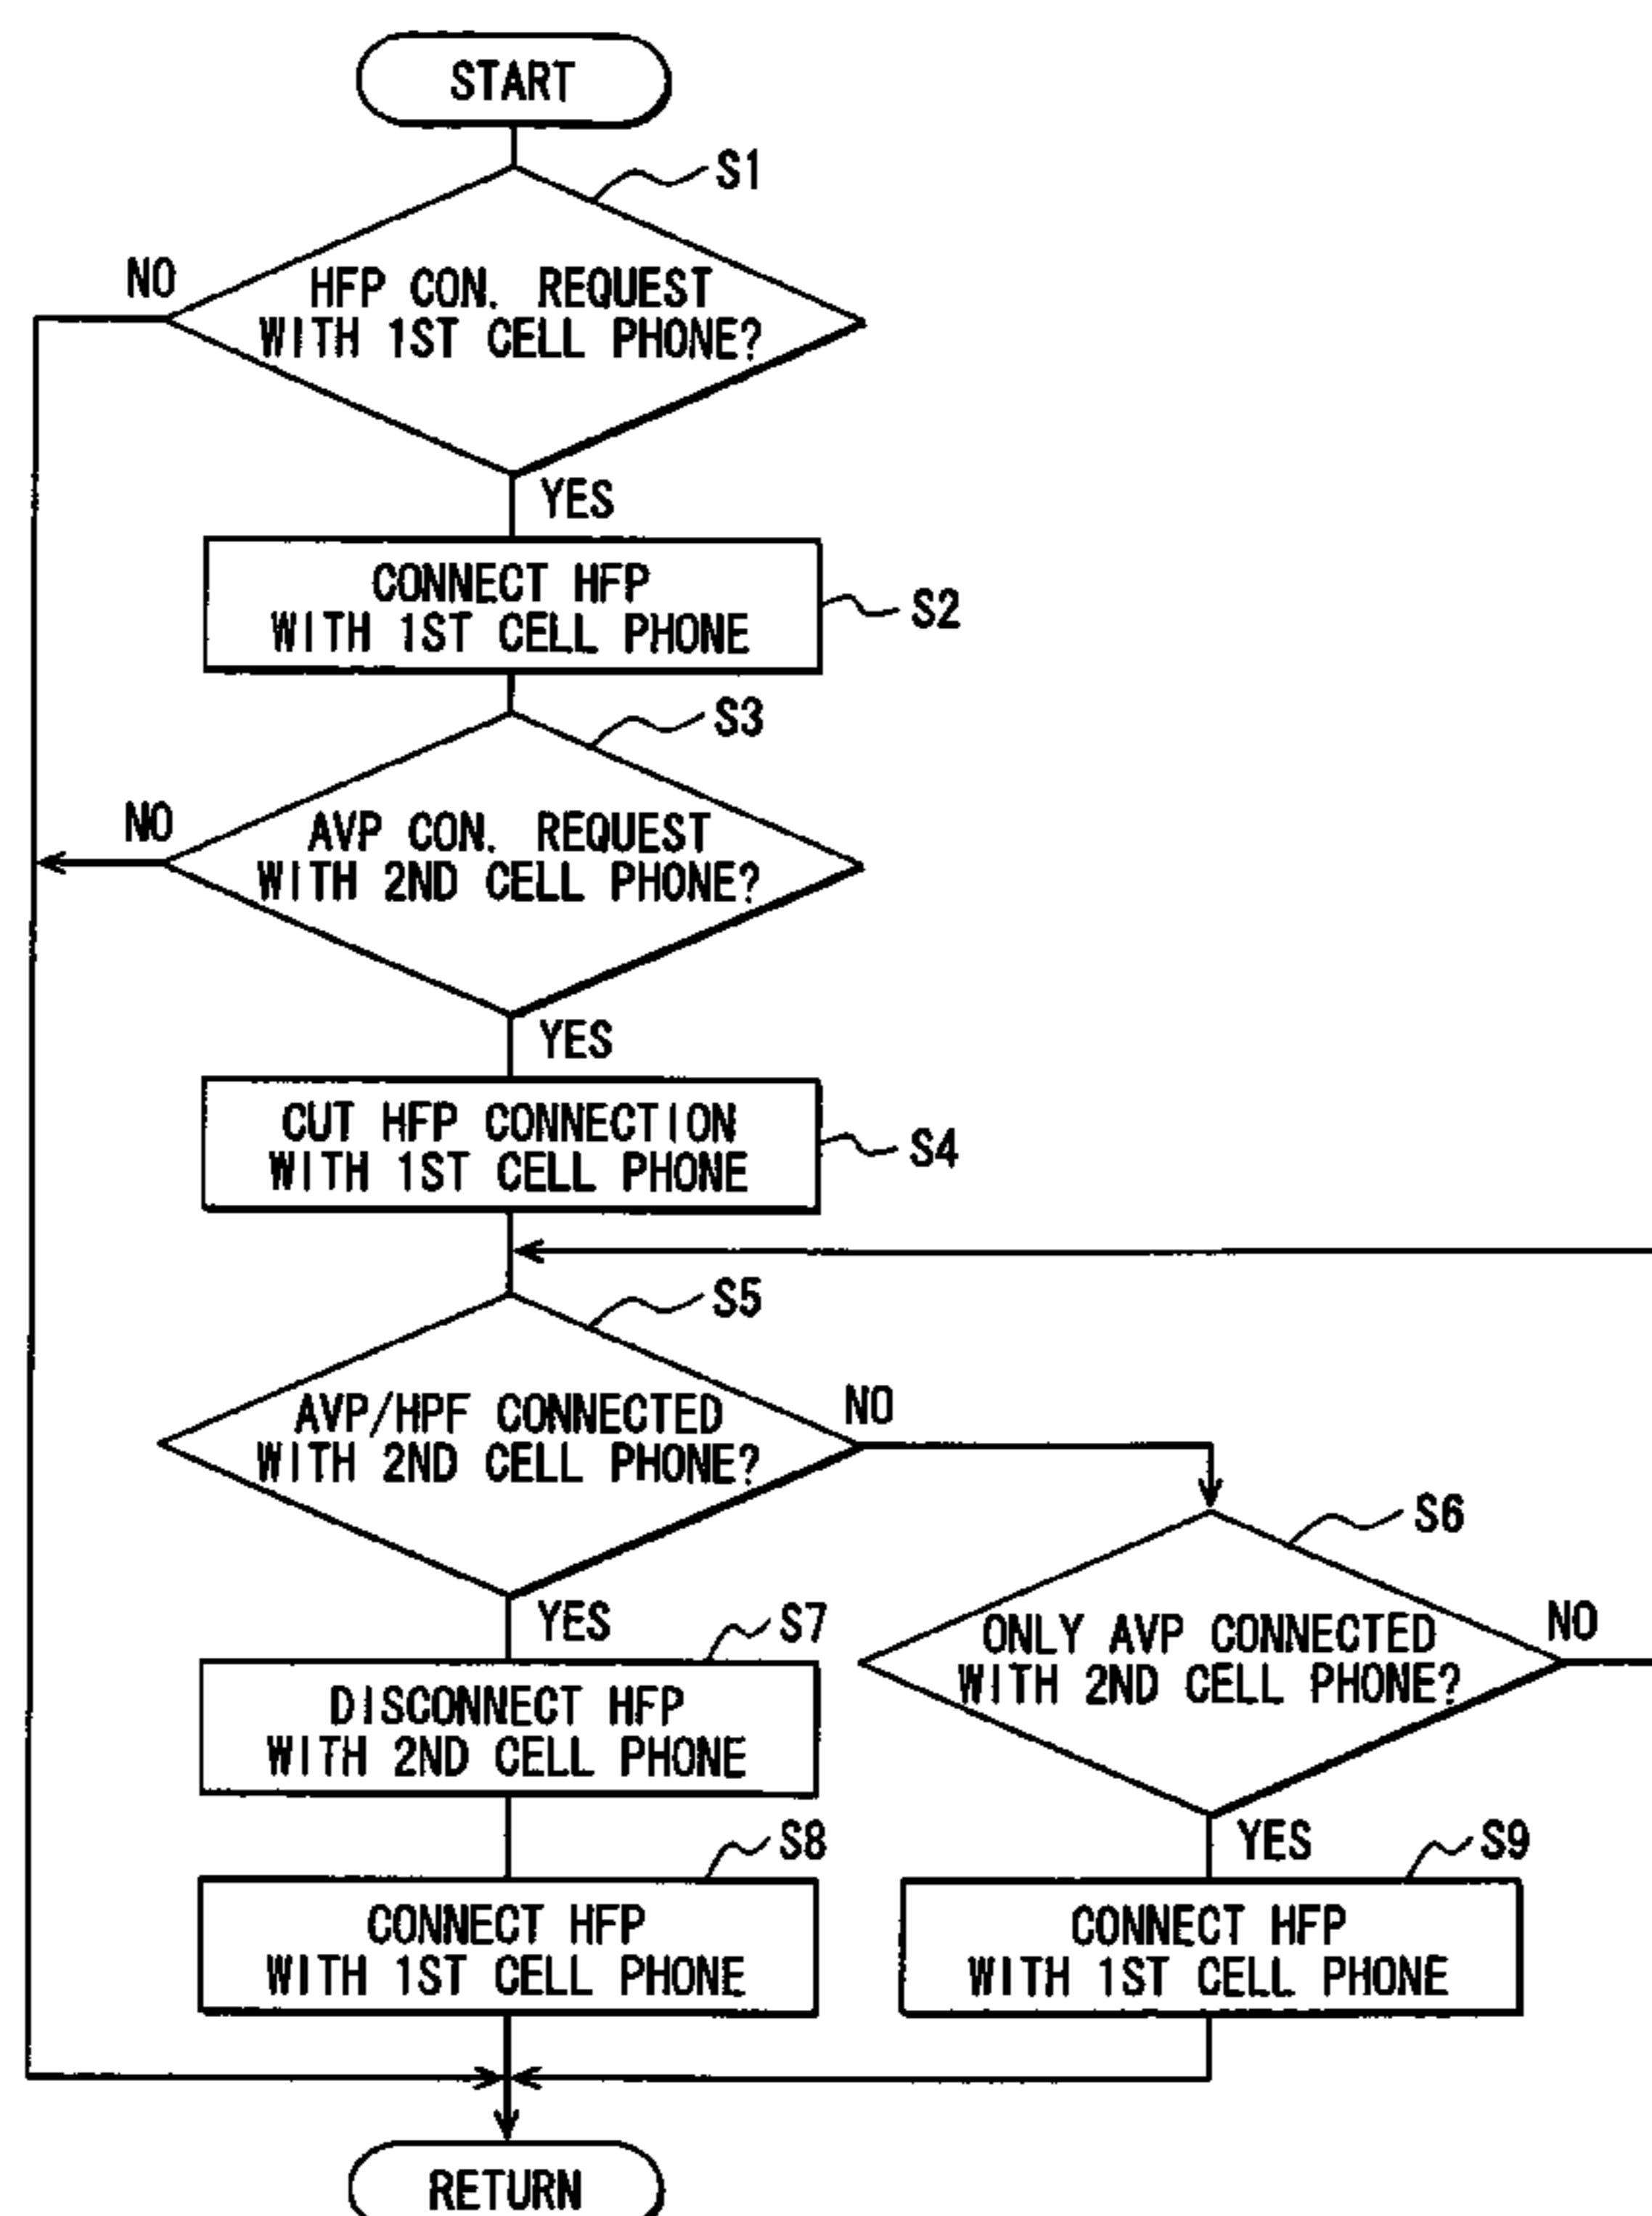 START
S1
NO
HFP CON. REQUEST
WITH 1ST CELL PHONE?
YES
CONNECT HFP
WITH 1ST CELL PHONE
S2
S3
NO
AVP CON. REQUEST
WITH 2ND CELL PHONE?
YES
CUT HFP CONNECTION
WITH 1ST CELL PHONE
S4
S5
AVP/HPF CONNECTED
WITH 2ND CELL PHONE?
NO
S6
YES
S7
ONLY AVP CONNECTED
WITH 2ND CELL PHONE?
NO
DISCONNECT HFP
WITH 2ND CELL PHONE
YES
S8
S9
CONNECT HFP
WITH 1ST CELL PHONE
CONNECT HFP
WITH 1ST CELL PHONE
RETURN